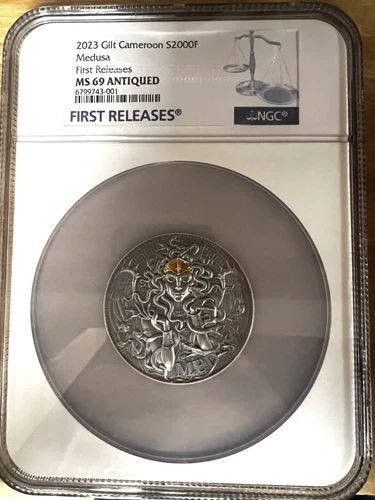 2023 Gilt Cameroon S2000F
Medusa
First Releases
MS 69 ANTIQUED
6799743-001
FIRST RELEASES®
NGC®